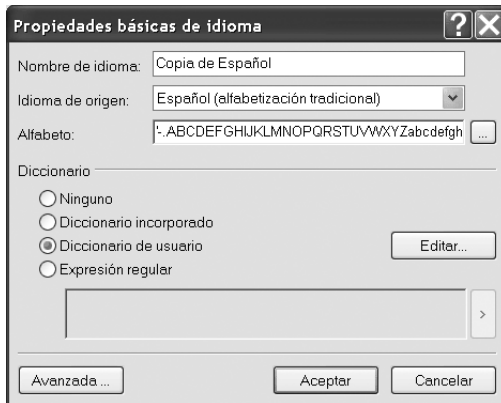 Propiedades básicas de idioma
Nombre de idioma: Copia de Español
Idioma de origen: Español (alfabetización tradicional)
Alfabeto: '-.ABCDEFGHIJKLMNOPQRSTUVWXYZabcdefgh ...
Diccionario
Ninguno
Diccionario incorporado
Diccionario de usuario Editar...
Expresión regular
>
Avanzada ... Aceptar Cancelar